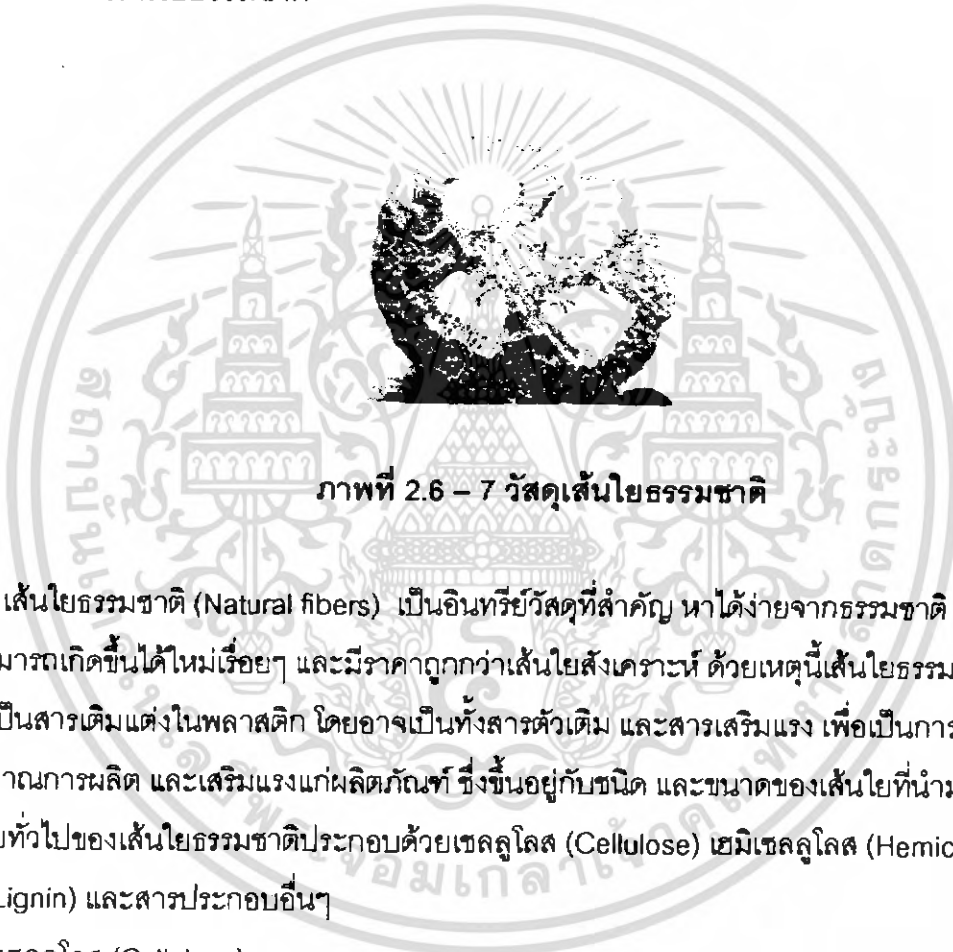 ภาพที่ 2.6 – 7 วัสดุเส้นใยธรรมชาติ
เส้นใยธรรมชาติ (Natural fibers) เป็นอินทรีย์วัสดุที่สำคัญ หาได้ง่ายจากธรรมชาติ
มารถเกิดขึ้นได้ใหม่เรื่อยๆ และมีราคาถูกกว่าเส้นใยสังเคราะห์ ด้วยเหตุนี้เส้นใยธรรม
ป็นสารเติมแต่งในพลาสติก โดยอาจเป็นทั้งสารตัวเติม และสารเสริมแรง เพื่อเป็นการ
าณการผลิต และเสริมแรงแก่ผลิตภัณฑ์ ซึ่งขึ้นอยู่กับชนิด และขนาดของเส้นใยที่นำม
ยทั่วไปของเส้นใยธรรมชาติประกอบด้วยเซลลูโลส (Cellulose) เฮมิเซลลูโลส (Hemic
Lignin) และสารประกอบอื่นๆ